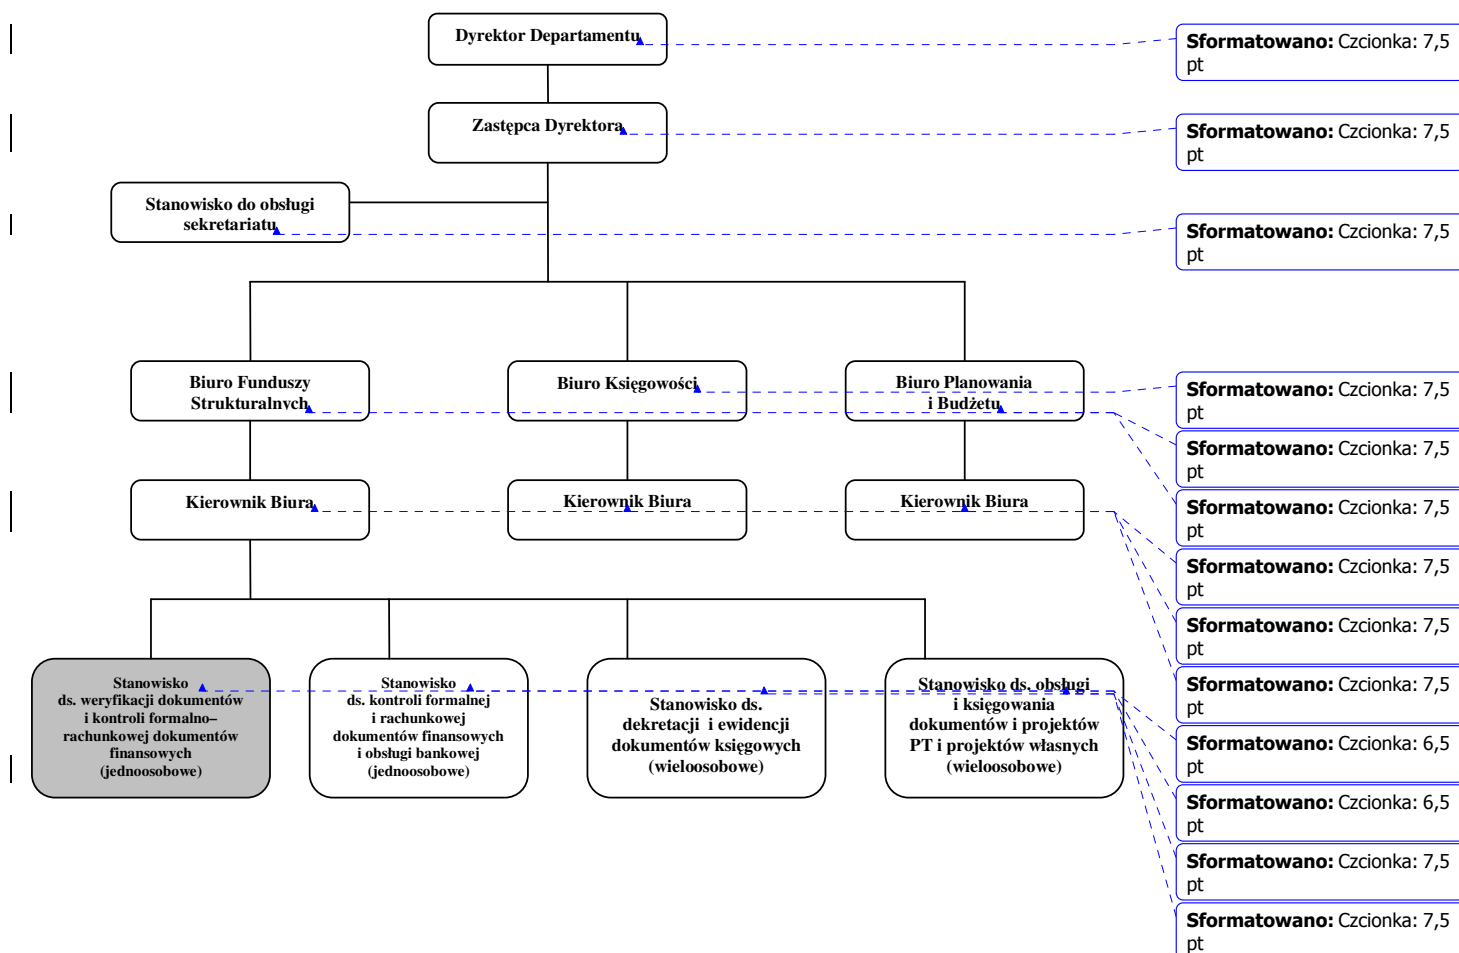 Dyrektor Departamentu
Zastępca Dyrektora
Stanowisko do obsługi
sekretariatu
Biuro Funduszy
Strukturalnych
Biuro Księgowości
Biuro Planowania
i Budżetu
Kierownik Biura
Kierownik Biura
Kierownik Biura
Stanowisko
ds. weryfikacji dokumentów
i kontroli formalno–
rachunkowej dokumentów
finansowych
(jednoosobowe)
Stanowisko
ds. kontroli formalnej
i rachunkowej
dokumentów finansowych
i obsługi bankowej
(jednoosobowe)
Stanowisko ds.
dekretacji i ewidencji
dokumentów księgowych
(wieloosobowe)
Stanowisko ds. obsługi
i księgowania
dokumentów i projektów
PT i projektów własnych
(wieloosobowe)
Sformatowano: Czcionka: 7,5
pt
Sformatowano: Czcionka: 7,5
pt
Sformatowano: Czcionka: 7,5
pt
Sformatowano: Czcionka: 7,5
pt
Sformatowano: Czcionka: 7,5
pt
Sformatowano: Czcionka: 7,5
pt
Sformatowano: Czcionka: 7,5
pt
Sformatowano: Czcionka: 7,5
pt
Sformatowano: Czcionka: 7,5
pt
Sformatowano: Czcionka: 6,5
pt
Sformatowano: Czcionka: 6,5
pt
Sformatowano: Czcionka: 7,5
pt
Sformatowano: Czcionka: 7,5
pt